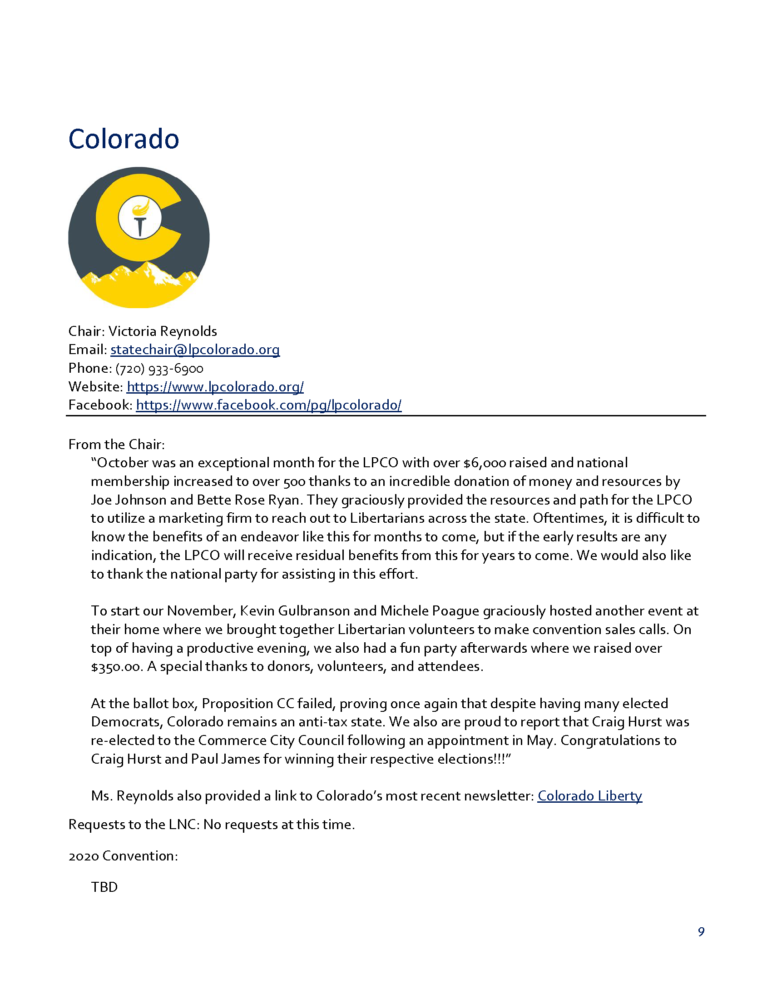 Colorado
Chair: Victoria Reynolds
Email: statechair@lpcolorado.org
Phone: (720) 933-6900
Website: https://www.lpcolorado.org/
Facebook: https://www.facebook.com/pg/lpcolorado/
From the Chair:
“October was an exceptional month for the LPCO with over $6,000 raised and national
membership increased to over 500 thanks to an incredible donation of money and resources by
Joe Johnson and Bette Rose Ryan. They graciously provided the resources and path for the LPCO
to utilize a marketing firm to reach out to Libertarians across the state. Oftentimes, it is difficult to
know the benefits of an endeavor like this for months to come, but if the early results are any
indication, the LPCO will receive residual benefits from this for years to come. We would also like
to thank the national party for assisting in this effort.
To start our November, Kevin Gulbranson and Michele Poague graciously hosted another event at
their home where we brought together Libertarian volunteers to make convention sales calls. On
top of having a productive evening, we also had a fun party afterwards where we raised over
$350.00. A special thanks to donors, volunteers, and attendees.
At the ballot box, Proposition CC failed, proving once again that despite having many elected
Democrats, Colorado remains an anti-tax state. We also are proud to report that Craig Hurst was
re-elected to the Commerce City Council following an appointment in May. Congratulations to
Craig Hurst and Paul James for winning their respective elections!!!”
Ms. Reynolds also provided a link to Colorado’s most recent newsletter: Colorado Liberty
Requests to the LNC: No requests at this time.
2020 Convention:
TBD
9